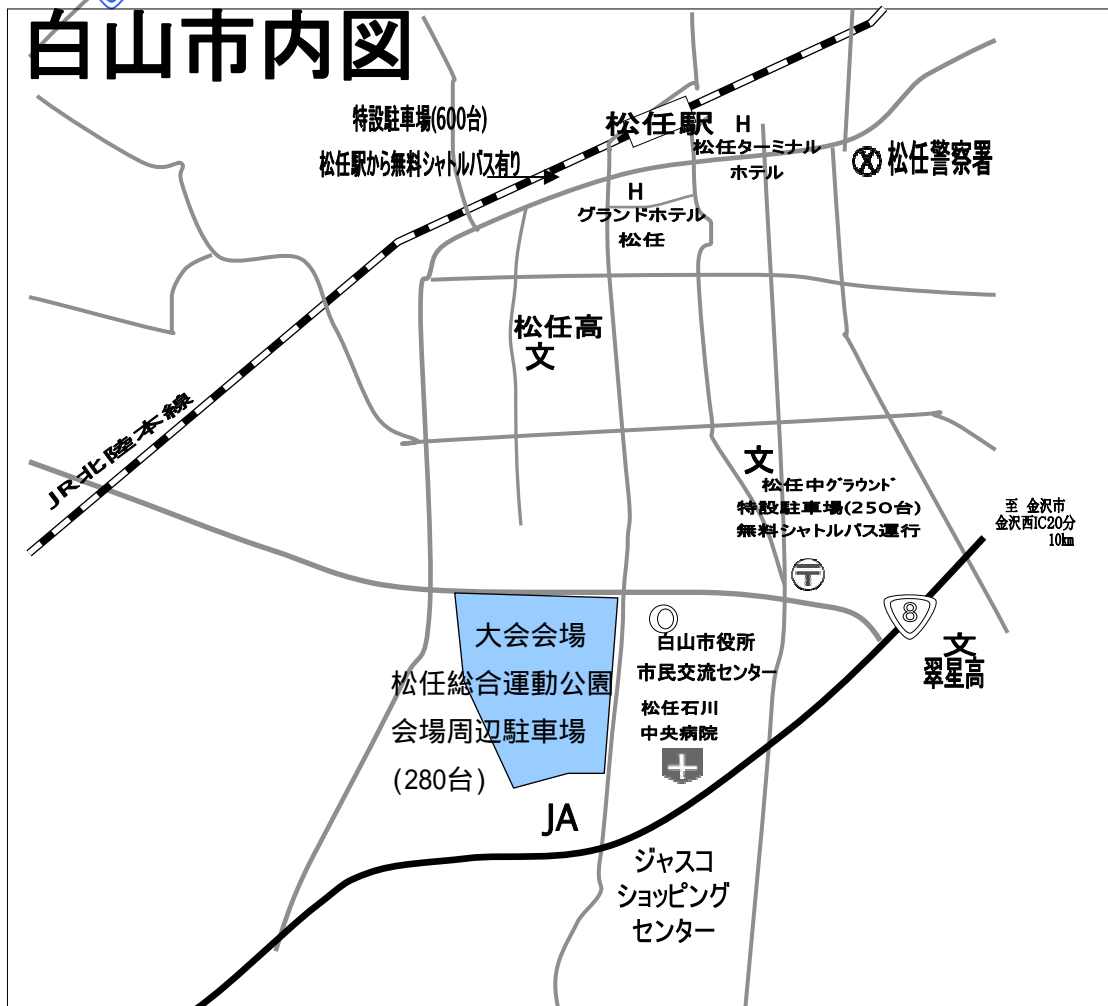 白山市内図
特設駐車場(600台)
松任駅から無料シャトルバス有り
松任駅
H
松任ターミナル
ホテル
松任警察署
H
グランドホテル
松任
松任高
文
JR北陸本線
文
松任中グラウンド
特設駐車場(250台)
無料シャトルバス運行
至 金沢市
金沢西IC20分
10km
8
文
翠星高
大会会場
松任総合運動公園
会場周辺駐車場
(280台)
白山市役所
市民交流センター
松任石川
中央病院
JA
ジャスコ
ショッピング
センター